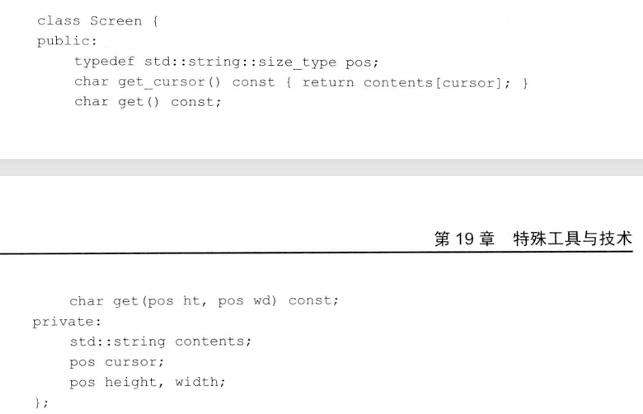 class Screen {
public:
    typedef std::string::size_type pos;
    char get_cursor() const { return contents[cursor]; }
    char get() const;
第 19 章 特殊工具与技术
    char get(pos ht, pos wd) const;
private:
    std::string contents;
    pos cursor;
    pos height, width;
};